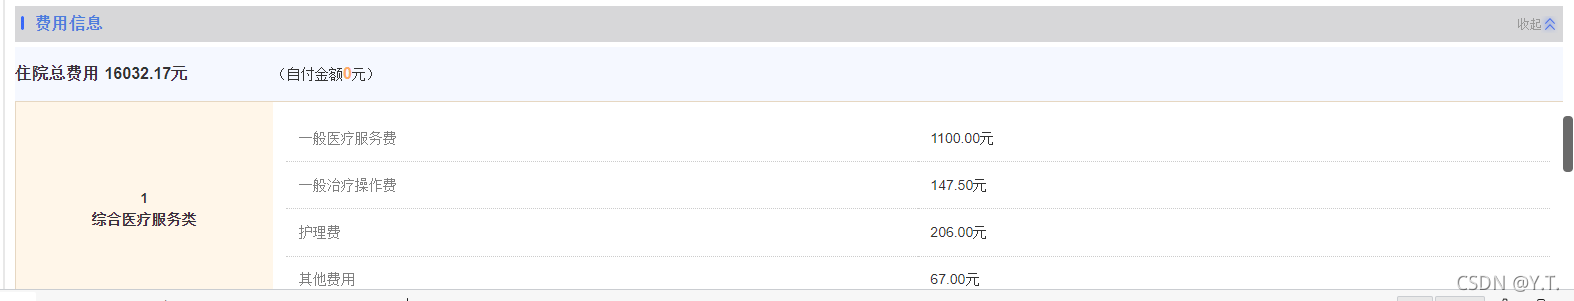 费用信息 收起
住院总费用 16032.17元 （自付金额0元）
一般医疗服务费 1100.00元
一般治疗操作费 147.50元
1
综合医疗服务类
护理费 206.00元
其他费用 67.00元
CSDN @Y.T.